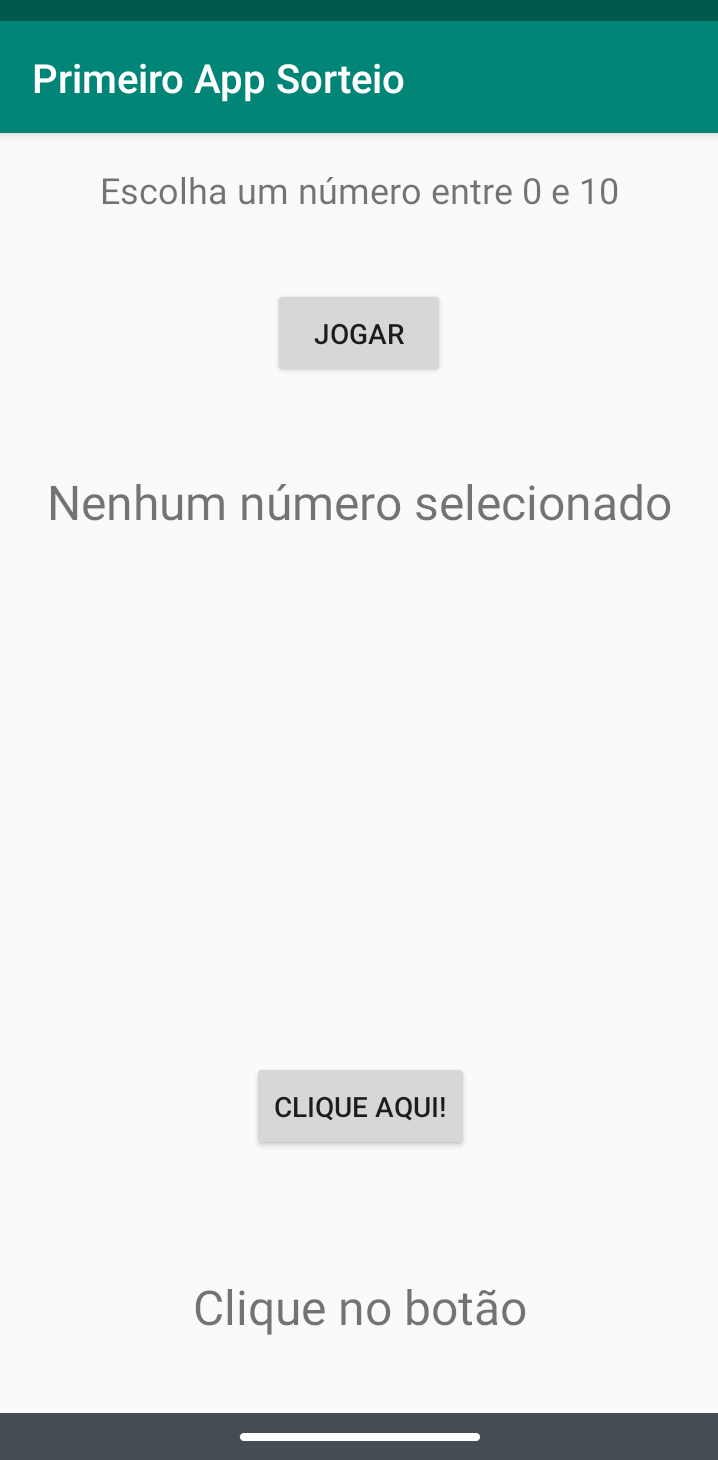 Primeiro App Sorteio
Escolha um número entre 0 e 10
JOGAR
Nenhum número selecionado
CLIQUE AQUI!
Clique no botão